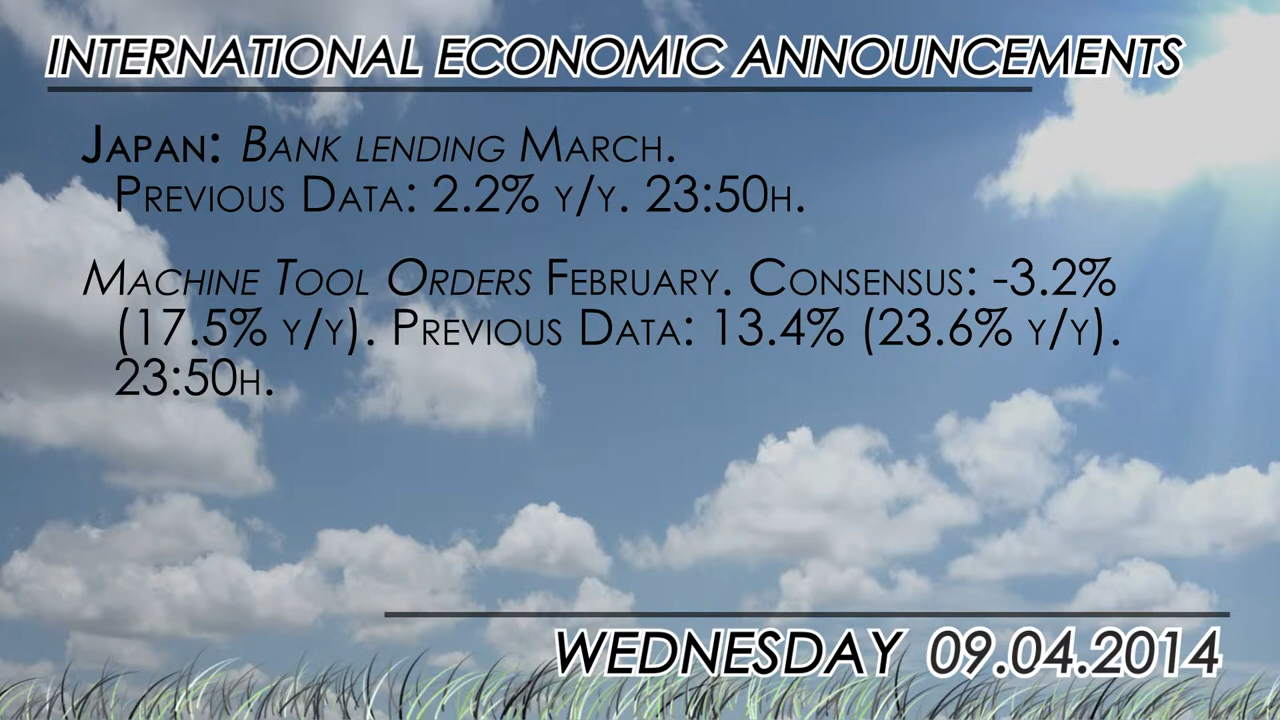 INTERNATIONAL ECONOMIC ANNOUNCEMENTS
JAPAN: BANK LENDING MARCH.
PREVIOUS DATA: 2.2% Y/Y. 23:50H.
MACHINE TOOL ORDERS FEBRUARY. CONSENSUS: -3.2%
(17.5% Y/Y). PREVIOUS DATA: 13.4% (23.6% Y/Y).
23:50H.
WEDNESDAY 09.04.2014